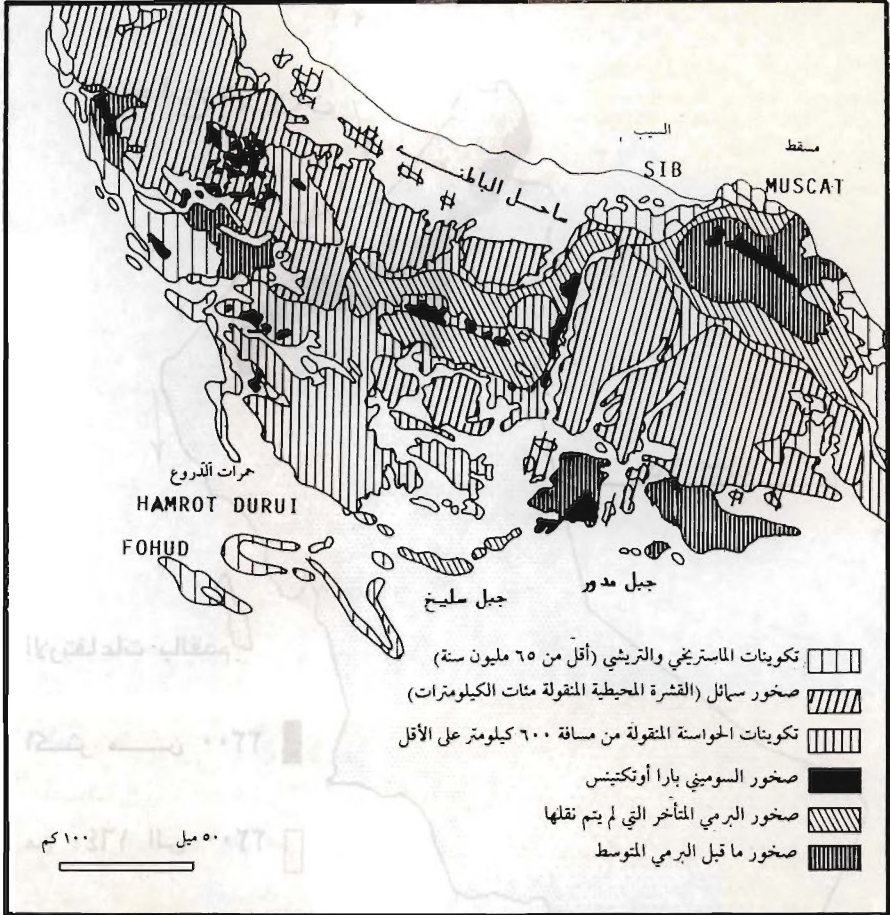 السيب
مسقط
SIB
MUSCAT
ساحل الباطنة
حمرات الدروع
HAMROT DURUI
FOHUD
جبل سليخ
جبل مدور
تكوينات الماستريخي والتريشي (أقل من ٦٥ مليون سنة)
صخور سمائل (القشرة المحيطية المنقولة مئات الكيلومترات)
تكوينات الحواسنة المنقولة من مسافة ٦٠٠ كيلومتر على الأقل
صخور السوميني بارا أوتكتينس
صخور البرمي المتأخر التي لم يتم نقلها
صخور ما قبل البرمي المتوسط
٥٠ ميل
١٠٠ كم